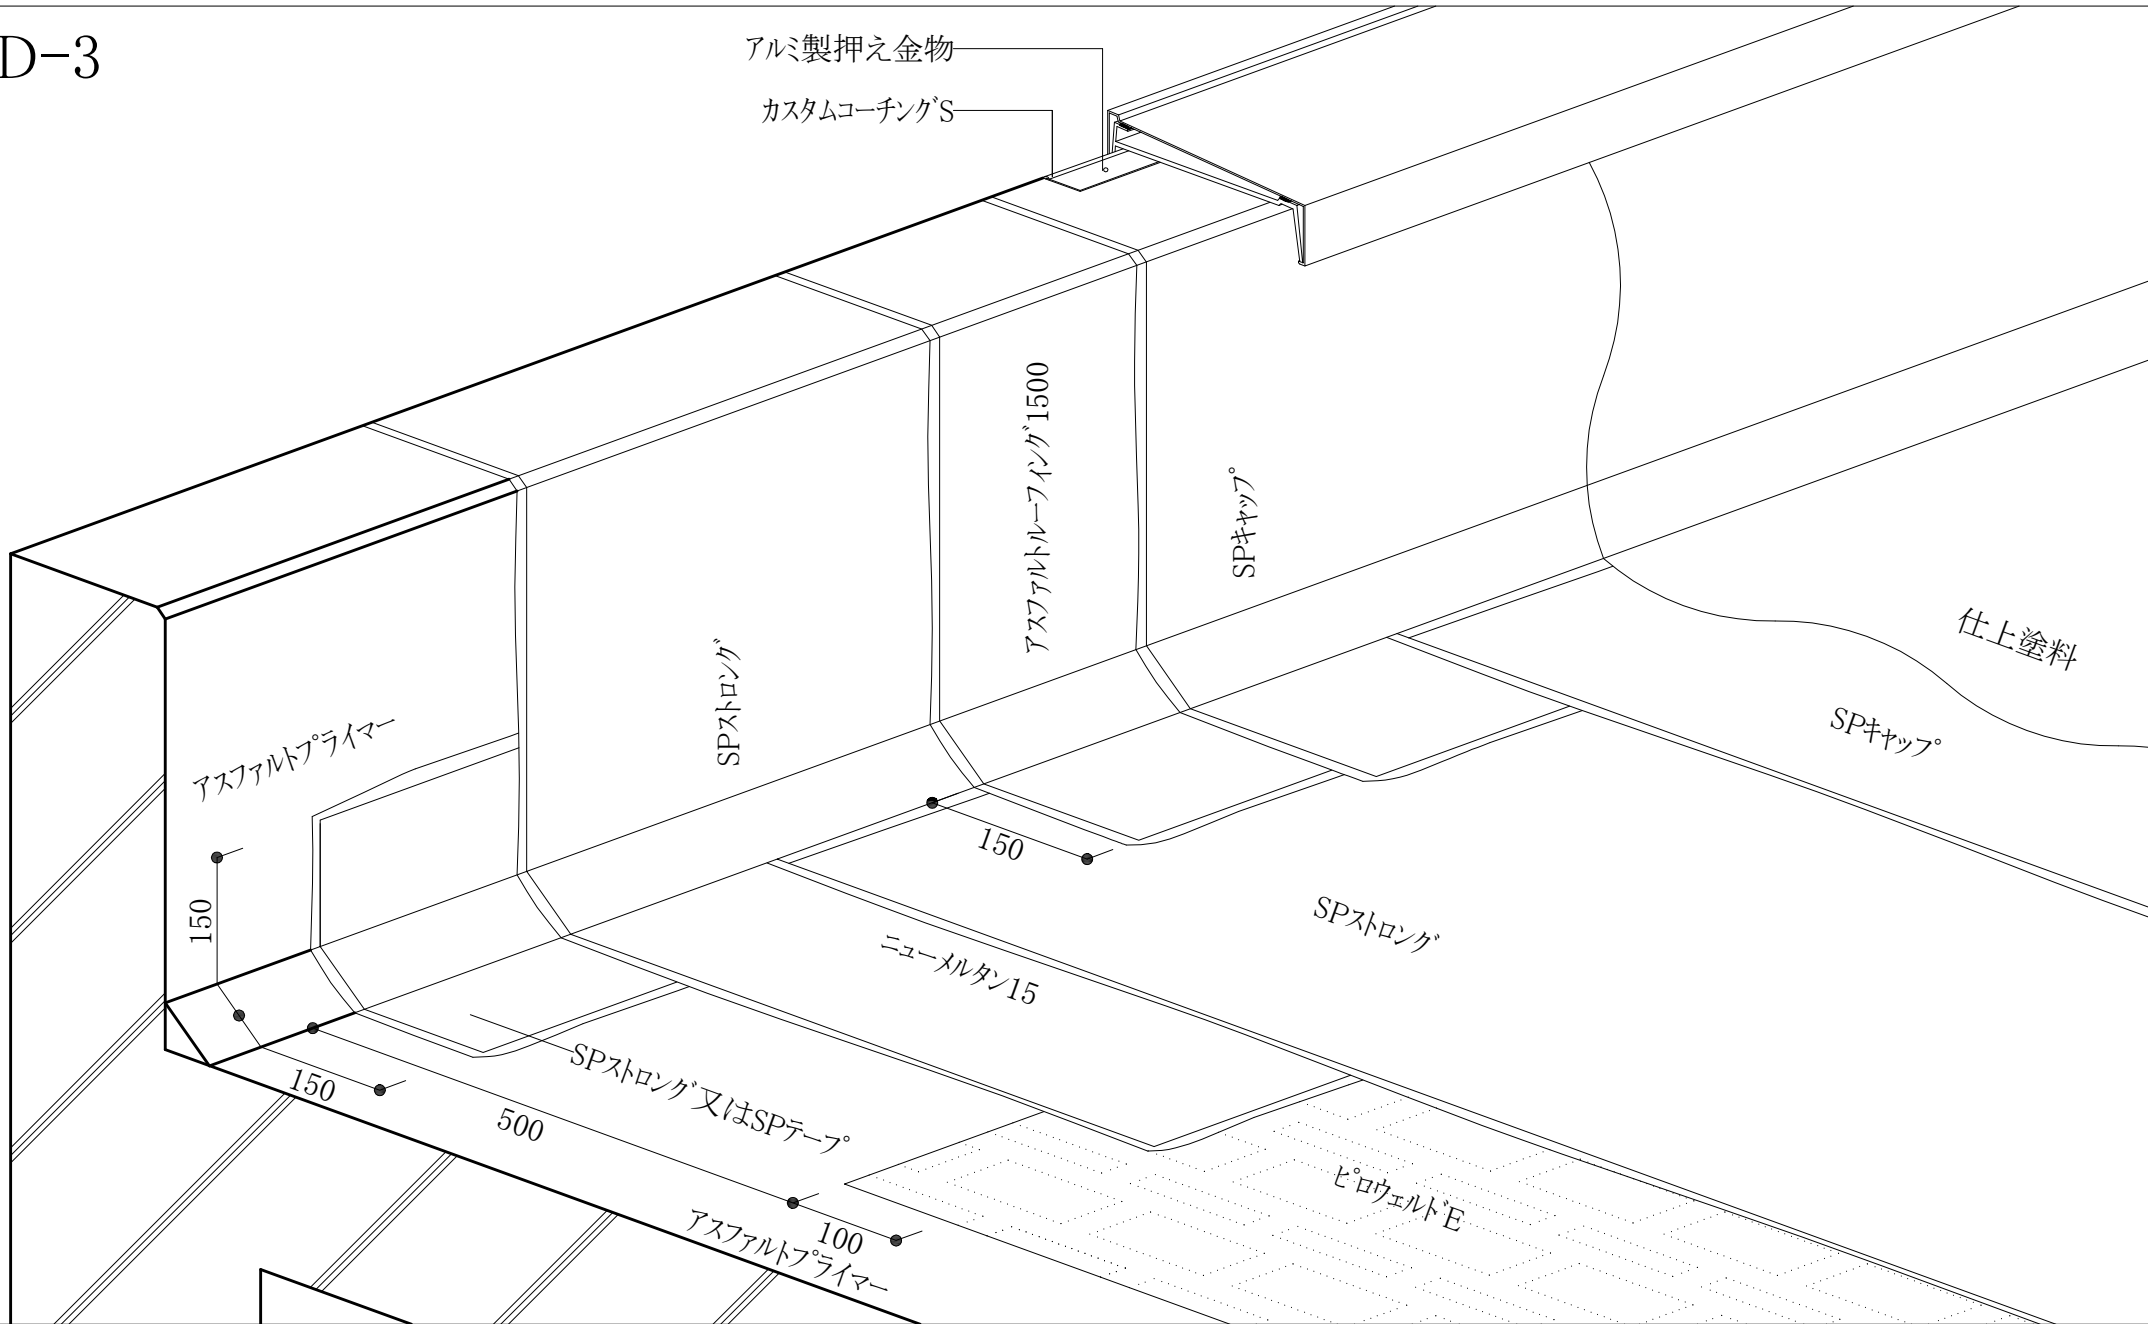 D-3
アルミ製押え金物
カスタムコーチングS
アスファルトルーフィング1500
SPキャップ
仕上塗料
SPキャップ
SPストロング
アスファルトプライマー
150
150
SPストロング
ニューメルタン15
150
500
SPストロング又はSPテープ
100
アスファルトプライマー
ピロウェルドE